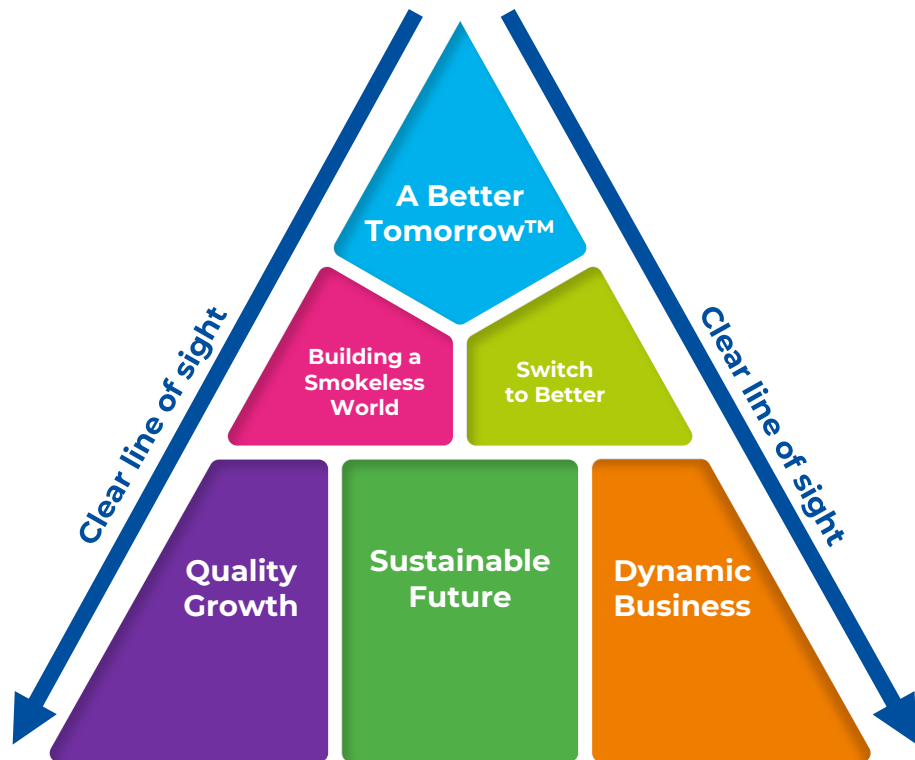 A Better
Tomorrow™
Building a
Smokeless
World
Switch
to Better
Clear line of sight
Clear line of sight
Quality
Growth
Sustainable
Future
Dynamic
Business